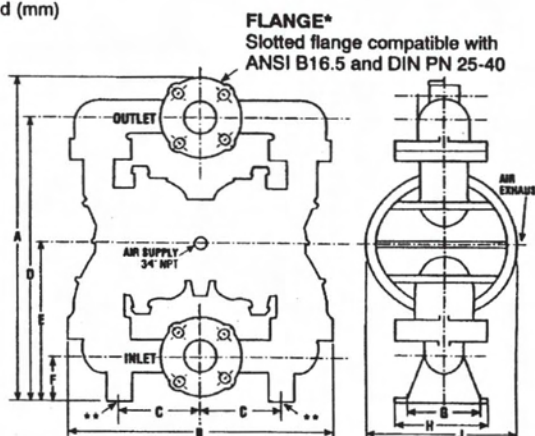 d (mm)
FLANGE*
Slotted flange compatible with
ANSI B16.5 and DIN PN 25-40
OUTLET
AIR
EXHAUS
A
D
AIR SUPPLY
3⁄4" NPT
E
INLET
F
C
C
**
**
G
H